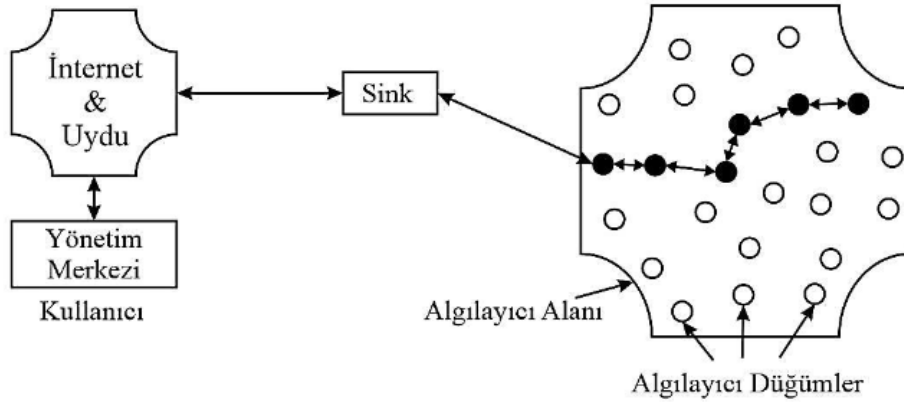 İnternet
&
Uydu
Sink
Yönetim
Merkezi
Kullanıcı
Algılayıcı Alanı
Algılayıcı Düğümler